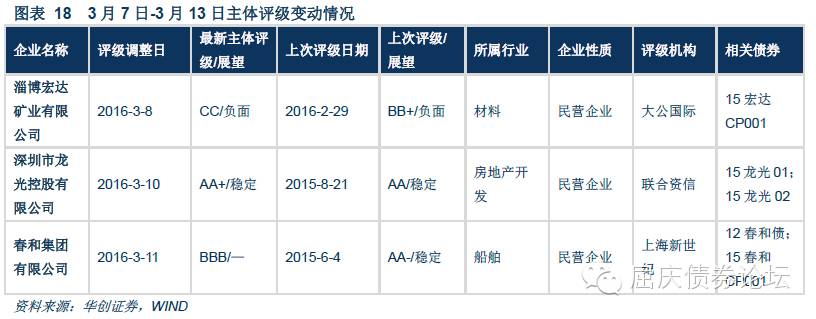 图表 18 3 月 7 日-3 月 13 日主体评级变动情况
企业名称 评级调整日 最新主体评级/展望 上次评级日期 上次评级/展望 所属行业 企业性质 评级机构 相关债券
淄博宏达矿业有限公司 2016-3-8 CC/负面 2016-2-29 BB+/负面 材料 民营企业 大公国际 15 宏达 CP001
深圳市龙光控股有限公司 2016-3-10 AA+/稳定 2015-8-21 AA/稳定 房地产开发 民营企业 联合资信 15 龙光 01; 15 龙光 02
春和集团有限公司 2016-3-11 BBB/— 2015-6-4 AA-/稳定 船舶 民营企业 上海新世纪 12 春和债; 15 春和 CP001
屈庆债券论坛
资料来源：华创证券，WIND